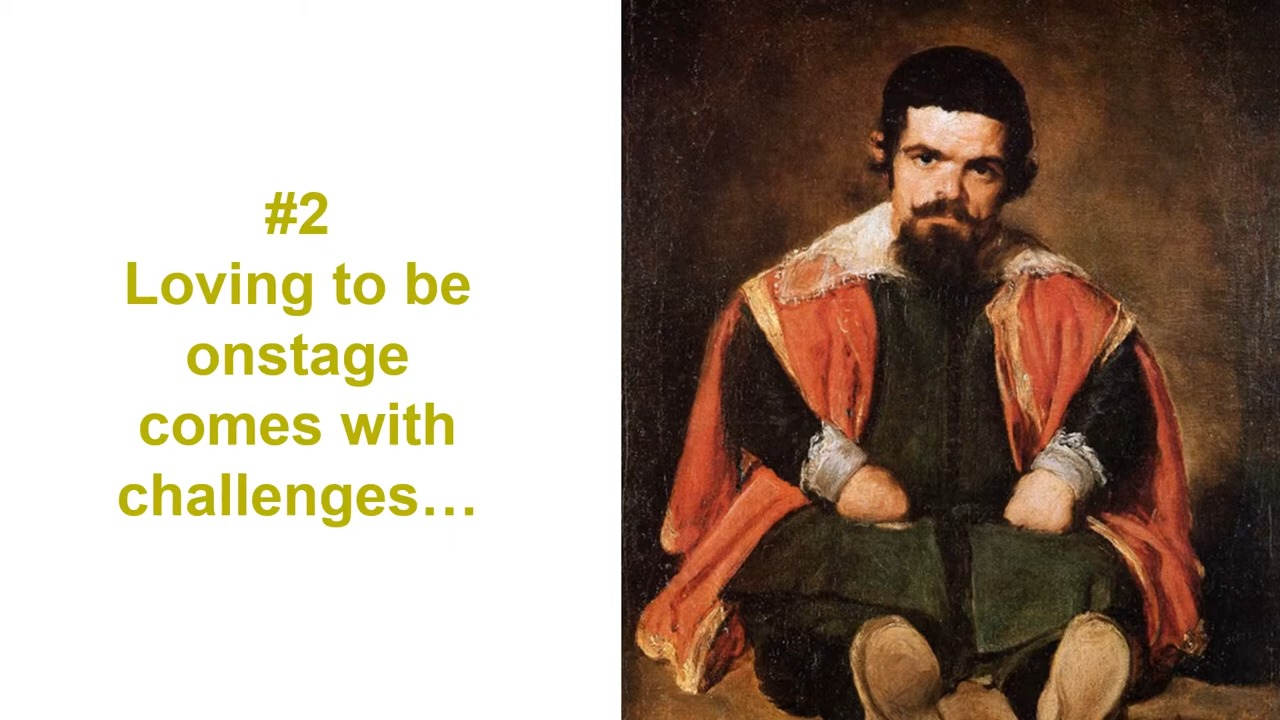 #2
Loving to be
onstage
comes with
challenges…